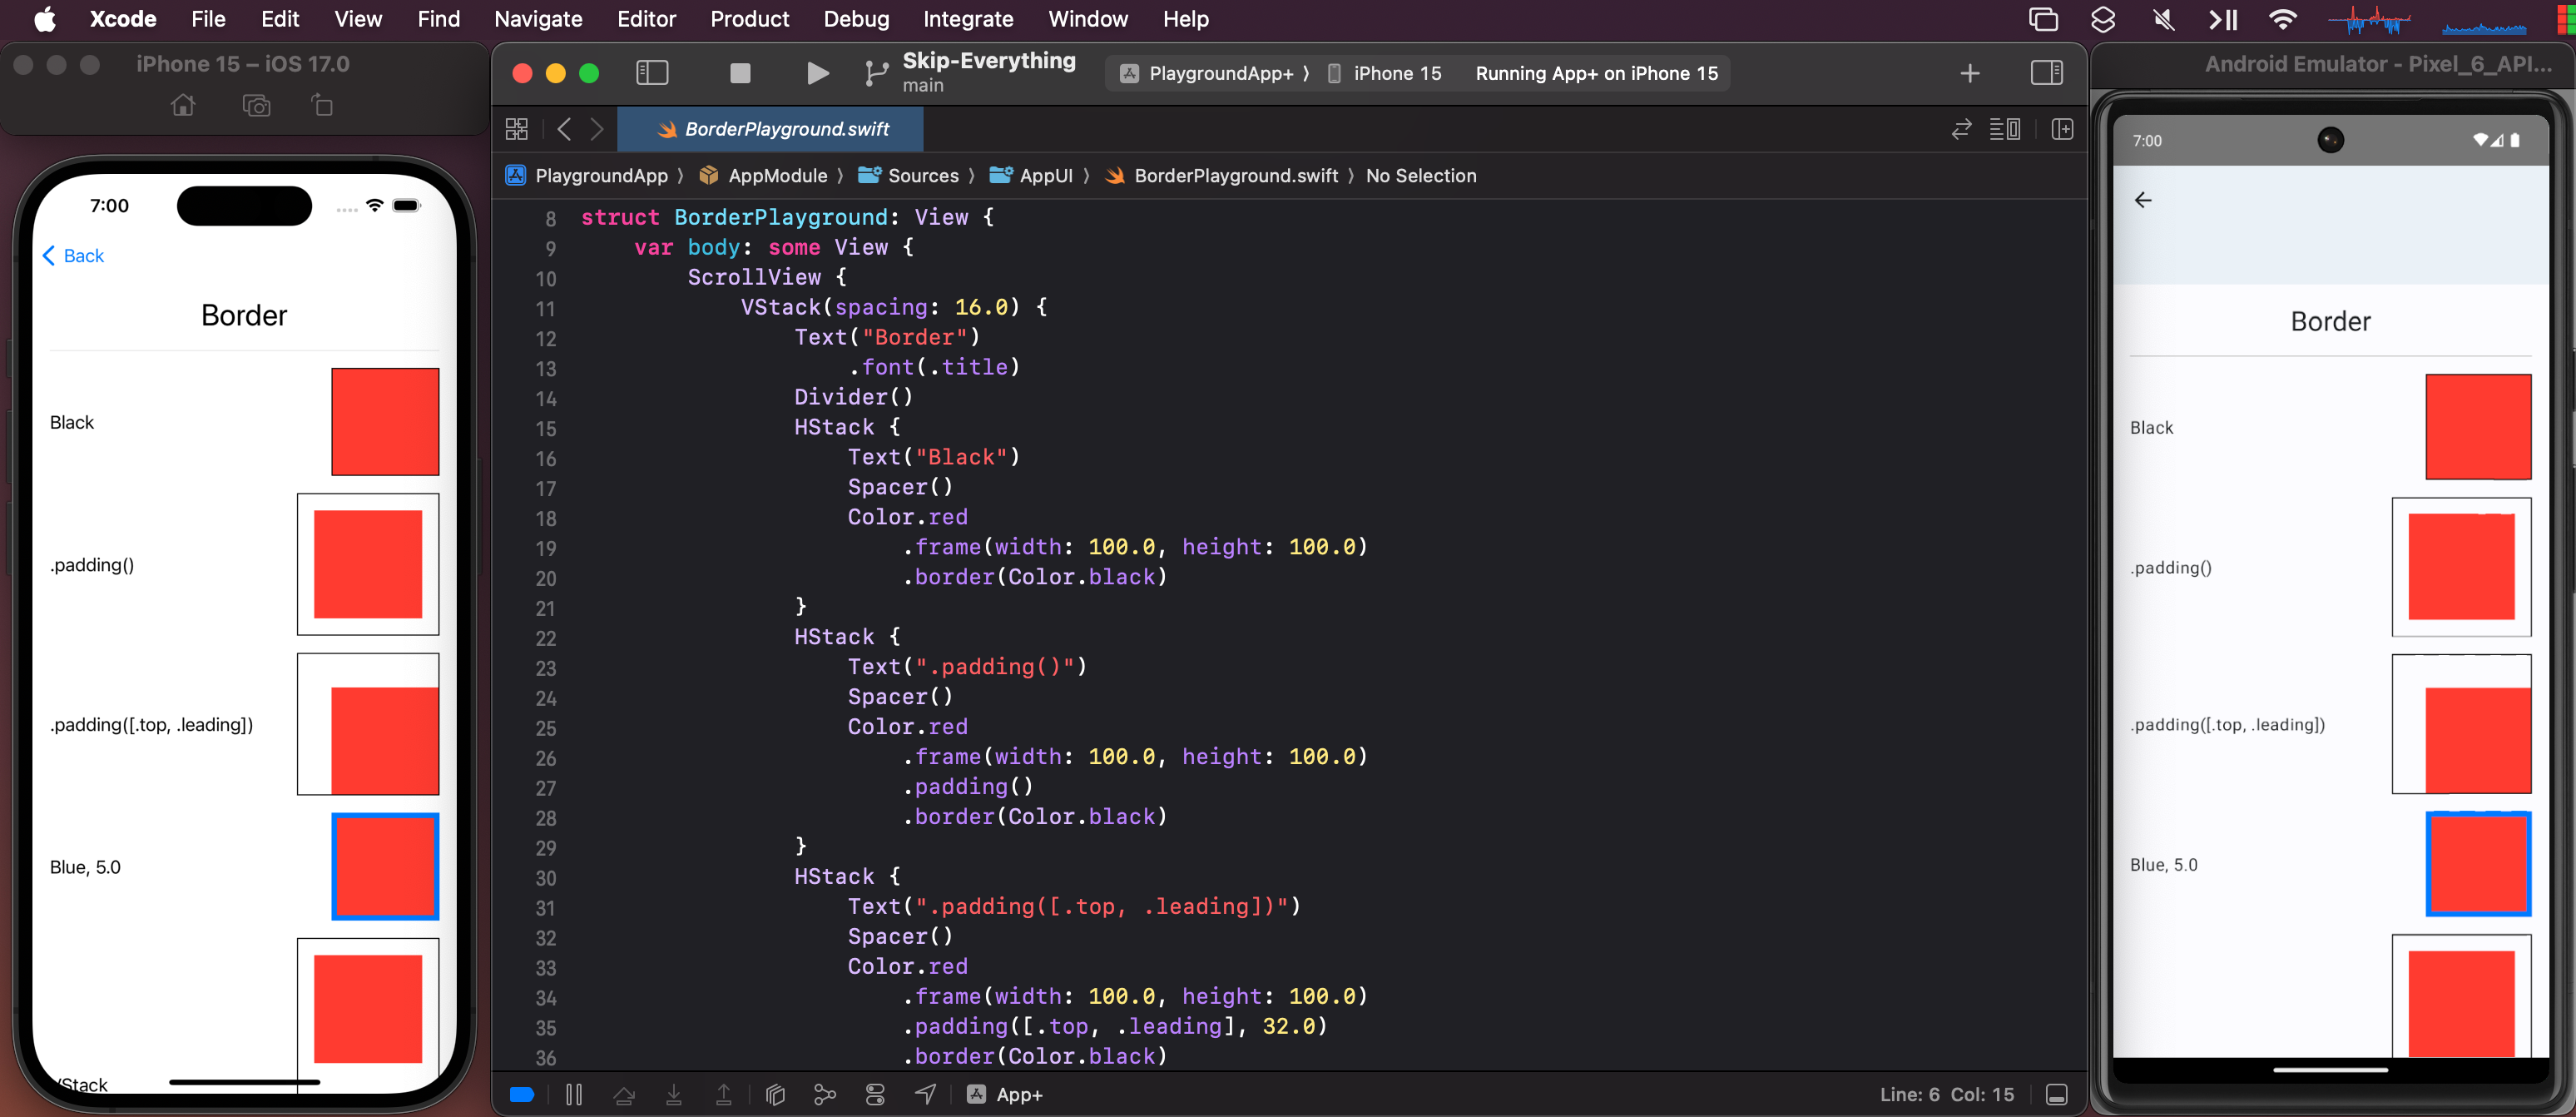 Xcode File Edit View Find Navigate Editor Product Debug Integrate Window Help
iPhone 15 – iOS 17.0
7:00
Back
Border
Black
.padding()
.padding([.top, .leading])
Blue, 5.0
VStack
Skip-Everything
main
PlaygroundApp+ ⟩ iPhone 15 Running App+ on iPhone 15
BorderPlayground.swift
PlaygroundApp ⟩ AppModule ⟩ Sources ⟩ AppUI ⟩ BorderPlayground.swift ⟩ No Selection
8 struct BorderPlayground: View {
9     var body: some View {
10         ScrollView {
11             VStack(spacing: 16.0) {
12                 Text("Border")
13                     .font(.title)
14                 Divider()
15                 HStack {
16                     Text("Black")
17                     Spacer()
18                     Color.red
19                         .frame(width: 100.0, height: 100.0)
20                         .border(Color.black)
21                 }
22                 HStack {
23                     Text(".padding()")
24                     Spacer()
25                     Color.red
26                         .frame(width: 100.0, height: 100.0)
27                         .padding()
28                         .border(Color.black)
29                 }
30                 HStack {
31                     Text(".padding([.top, .leading])")
32                     Spacer()
33                     Color.red
34                         .frame(width: 100.0, height: 100.0)
35                         .padding([.top, .leading], 32.0)
36                         .border(Color.black)
App+
Line: 6 Col: 15
Android Emulator - Pixel_6_API...
7:00
Border
Black
.padding()
.padding([.top, .leading])
Blue, 5.0